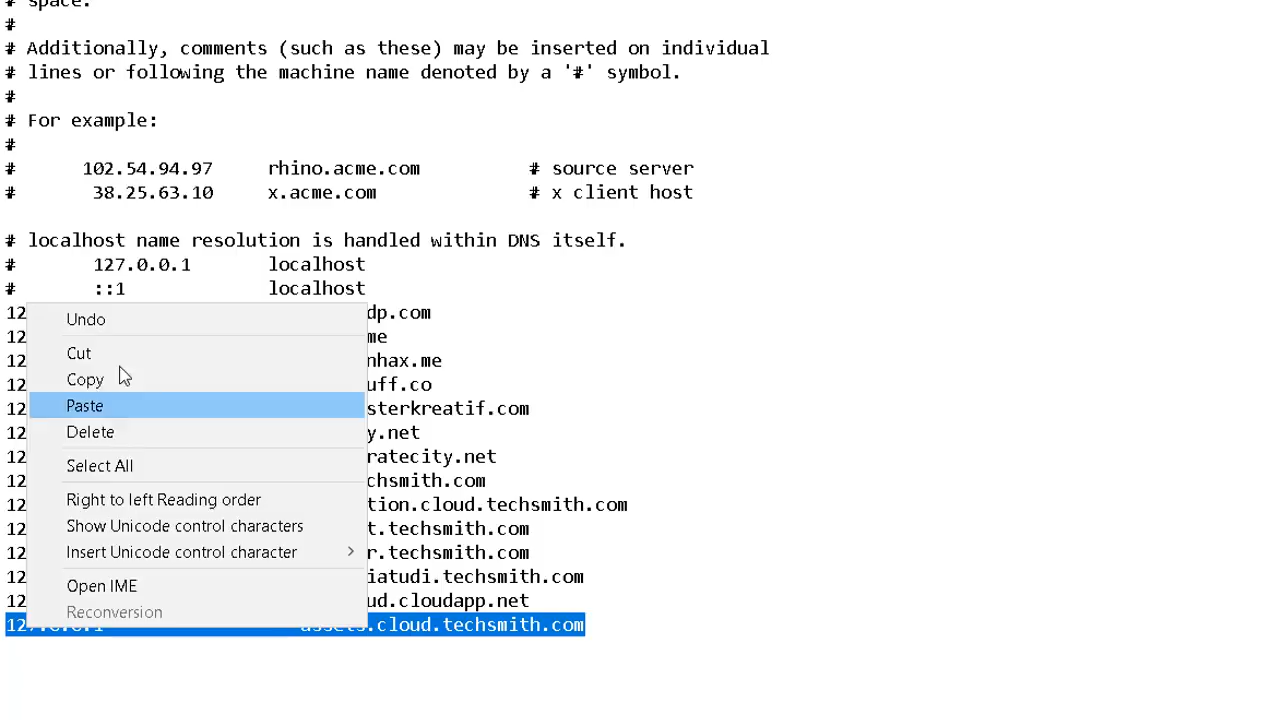 # space.
#
# Additionally, comments (such as these) may be inserted on individual
# lines or following the machine name denoted by a '#' symbol.
#
# For example:
#
# 102.54.94.97 rhino.acme.com # source server
# 38.25.63.10 x.acme.com # x client host
# localhost name resolution is handled within DNS itself.
# 127.0.0.1 localhost
# ::1 localhost
12 dp.com
12 me
12 nhax.me
12 uff.co
12 sterkreatif.com
12 y.net
12 ratecity.net
12 chsmith.com
12 tion.cloud.techsmith.com
12 t.techsmith.com
12 r.techsmith.com
12 iatudi.techsmith.com
12 ud.cloudapp.net
127.0.0.1 assets.cloud.techsmith.com
Undo
Cut
Copy
Paste
Delete
Select All
Right to left Reading order
Show Unicode control characters
Insert Unicode control character
Open IME
Reconversion